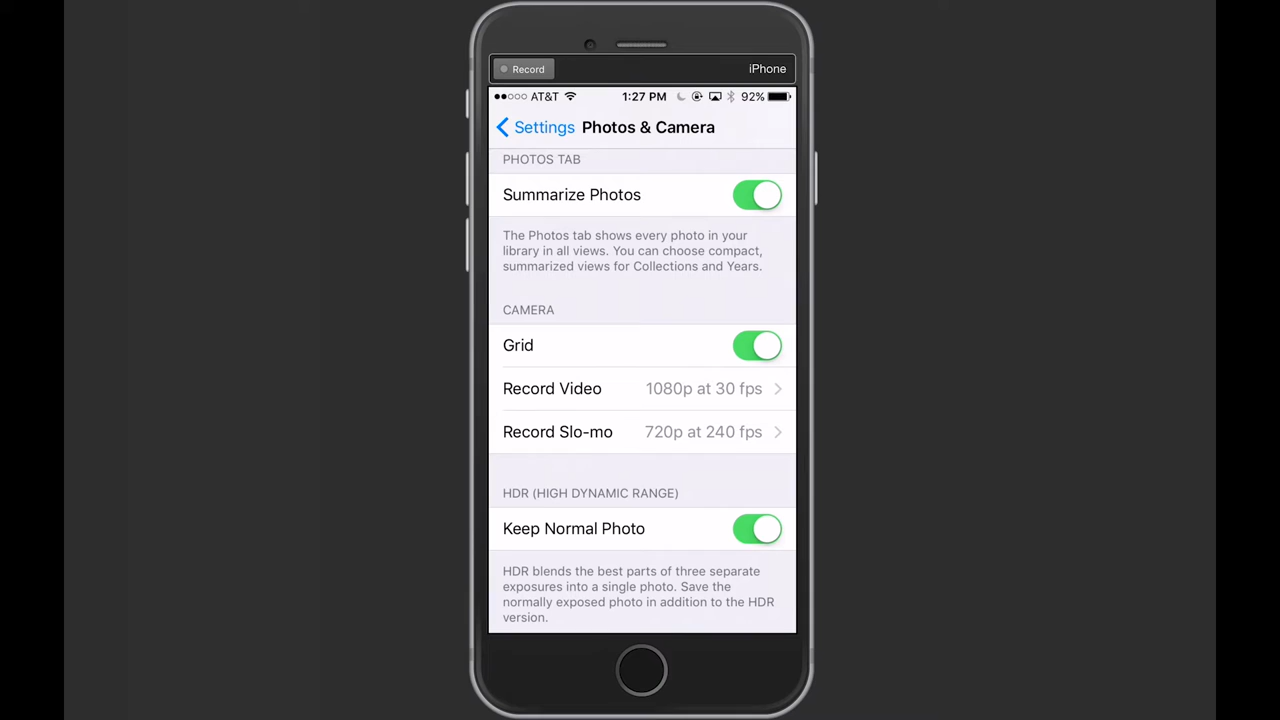 Record iPhone
AT&T 1:27 PM 92%
Settings Photos & Camera
PHOTOS TAB
Summarize Photos
The Photos tab shows every photo in your
library in all views. You can choose compact,
summarized views for Collections and Years.
CAMERA
Grid
Record Video 1080p at 30 fps
Record Slo-mo 720p at 240 fps
HDR (HIGH DYNAMIC RANGE)
Keep Normal Photo
HDR blends the best parts of three separate
exposures into a single photo. Save the
normally exposed photo in addition to the HDR
version.